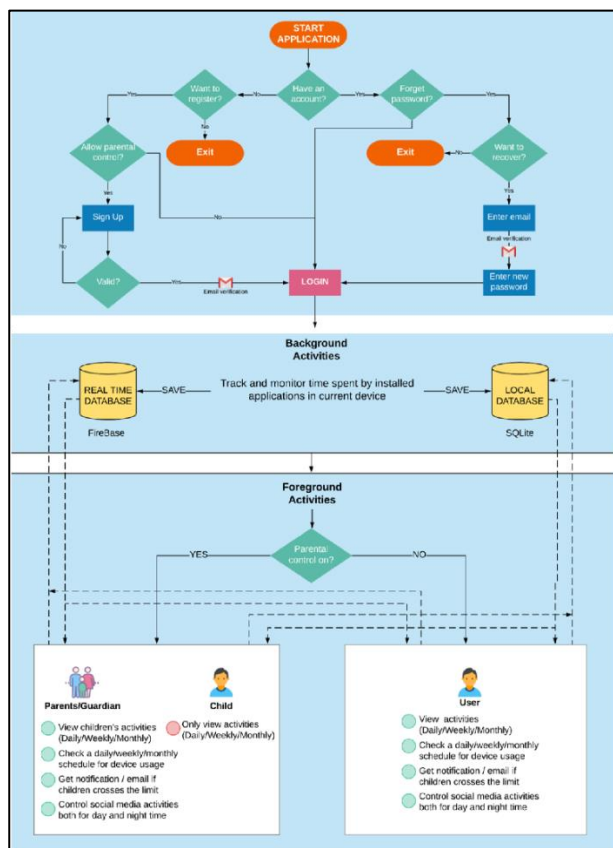 START
APPLICATION
Want to
register?
No
Have an
account?
Yes
Forget
password?
Yes
Yes
No
Exit
Allow parental
control?
Exit
No
Want to
recover?
Yes
No
Yes
Sign Up
Enter email
No
Email verification
Valid?
Yes
Email verification
LOGIN
Enter new
password
Background
Activities
REAL TIME
DATABASE
SAVE
Track and monitor time spent by installed
applications in current device
SAVE
LOCAL
DATABASE
FireBase
SQLite
Foreground
Activities
YES
Parental
control on?
NO
Parents/Guardian
View children's activities
(Daily/Weekly/Monthly)
Check a daily/weekly/monthly
schedule for device usage
Get notification / email if
children crosses the limit
Control social media activities
both for day and night time
Child
Only view activities
(Daily/Weekly/Monthly)
User
View activities
(Daily/Weekly/Monthly)
Check a daily/weekly/monthly
schedule for device usage
Get notification / email if
children crosses the limit
Control social media activities
both for day and night time